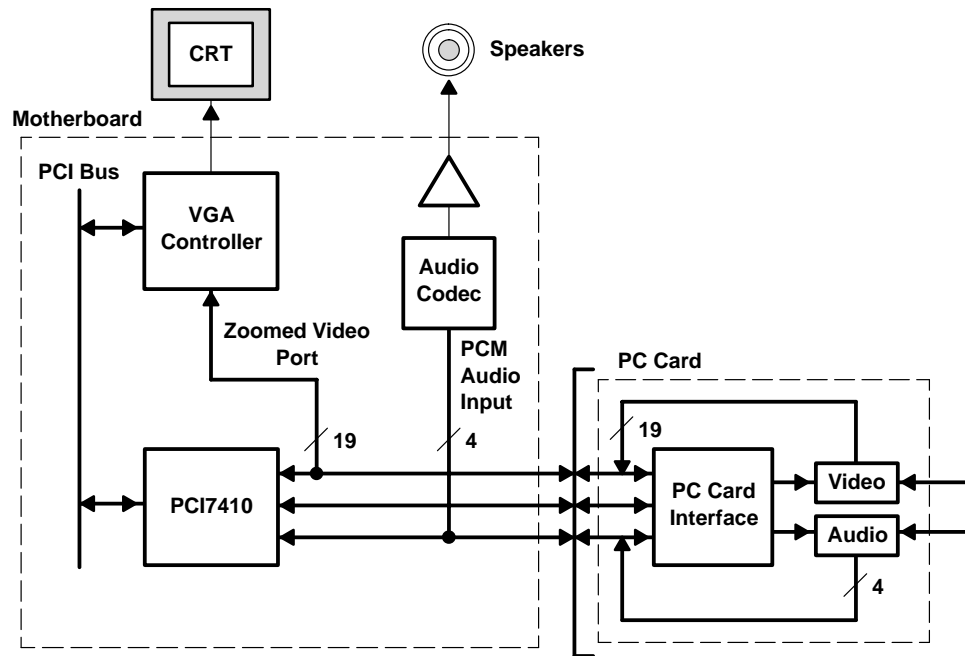 CRT
Speakers
Motherboard
PCI Bus
VGA
Controller
Audio
Codec
Zoomed Video
Port
PCM
Audio
Input
PC Card
19
4
19
PCI7410
PC Card
Interface
Video
Audio
4